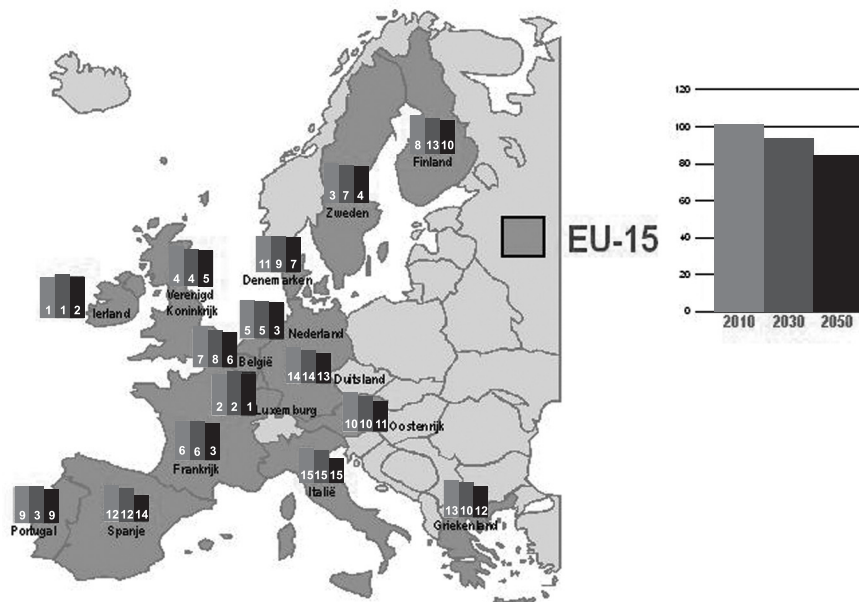 8 13 10
Finland
3 7 4
Zweden
11 9 7
Denemarken
4 4 5
Verenigd
Koninkrijk
1 1 2
Ierland
5 5 3
Nederland
7 8 6
België
14 14 13
Duitsland
2 2 1
Luxemburg
10 10 11
Oostenrijk
6 6 3
Frankrijk
15 15 15
Italië
9 3 9
Portugal
12 12 14
Spanje
13 10 12
Griekenland
EU-15
120
100
80
60
40
20
0
2010 2030 2050